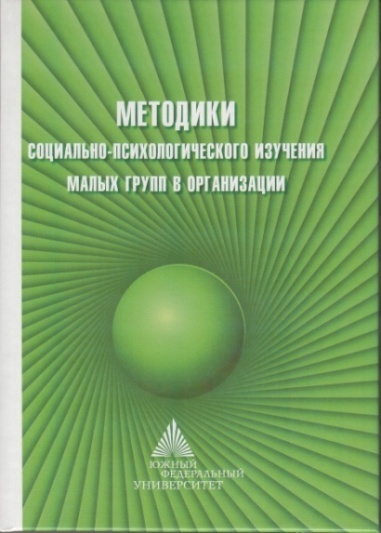 МЕТОДИКИ
СОЦИАЛЬНО-ПСИХОЛОГИЧЕСКОГО ИЗУЧЕНИЯ
МАЛЫХ ГРУПП В ОРГАНИЗАЦИИ
ЮЖНЫЙ
ФЕДЕРАЛЬНЫЙ
УНИВЕРСИТЕТ